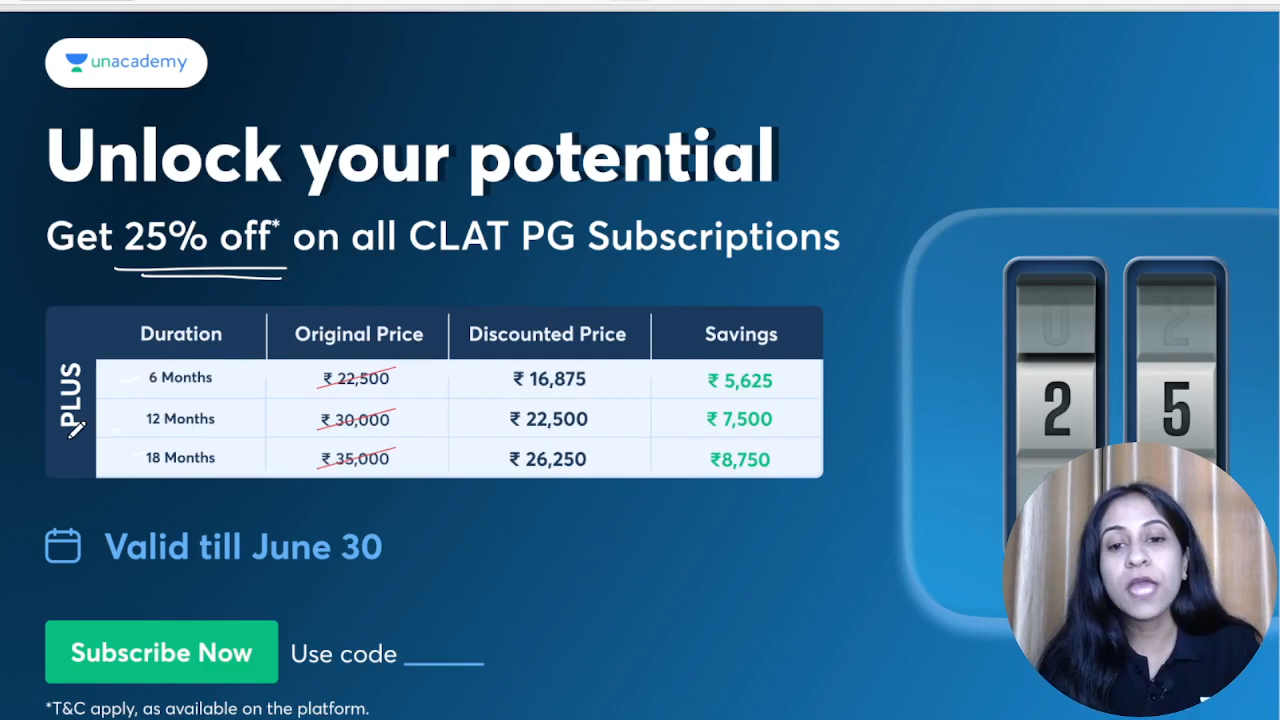 unacademy
Unlock your potential
Get 25% off* on all CLAT PG Subscriptions
PLUS
Duration Original Price Discounted Price Savings
6 Months ₹ 22,500 ₹ 16,875 ₹ 5,625
12 Months ₹ 30,000 ₹ 22,500 ₹ 7,500
18 Months ₹ 35,000 ₹ 26,250 ₹8,750
0 2
2 5
Valid till June 30
Subscribe Now Use code
*T&C apply, as available on the platform.